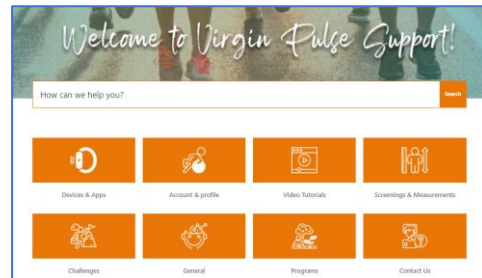 Welcome to Virgin Pulse Support!
How can we help you?
Search
Devices & Apps
Account & profile
Video Tutorials
Screenings & Measurements
Challenges
General
Programs
Contact Us